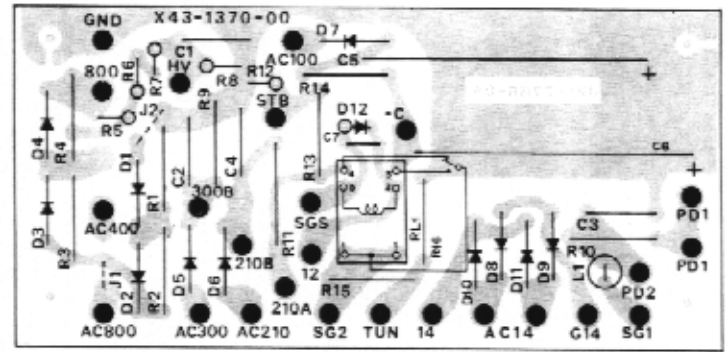 GND X43-1370-00 D7
C1 HV AC100 C5
800 R6 R7 R8 R12 R14
R9 STB D12 -C
J2 R5 C7 C6
D4 R4 D1 C2 C4 R13
D3 R3 R1 300B R11 SGS RL1 C3 PD1
AC400 210B 12 D10 D8 D11 D9 R10 PD1
J1 D2 R2 D5 D6 R15 L1 PD2
210A
AC800 AC300 AC210 SG2 TUN 14 AC14 G14 SG1